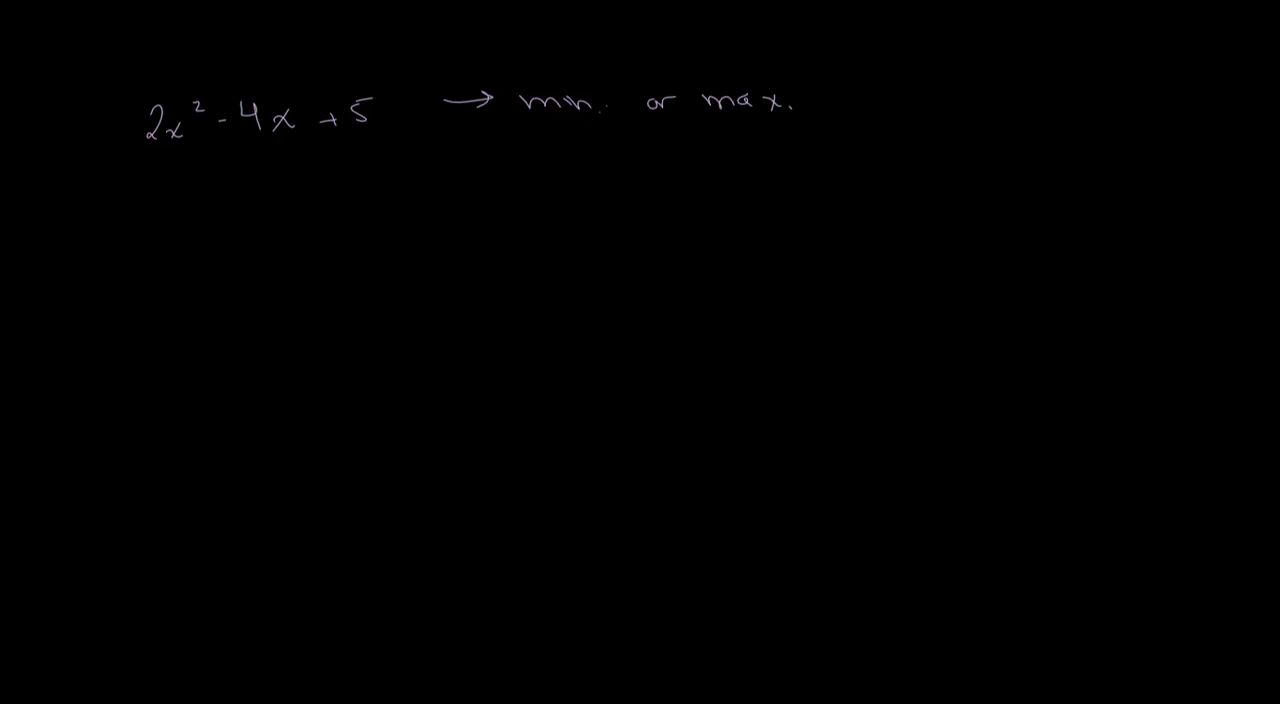 2x² - 4x + 5 → min. or max.